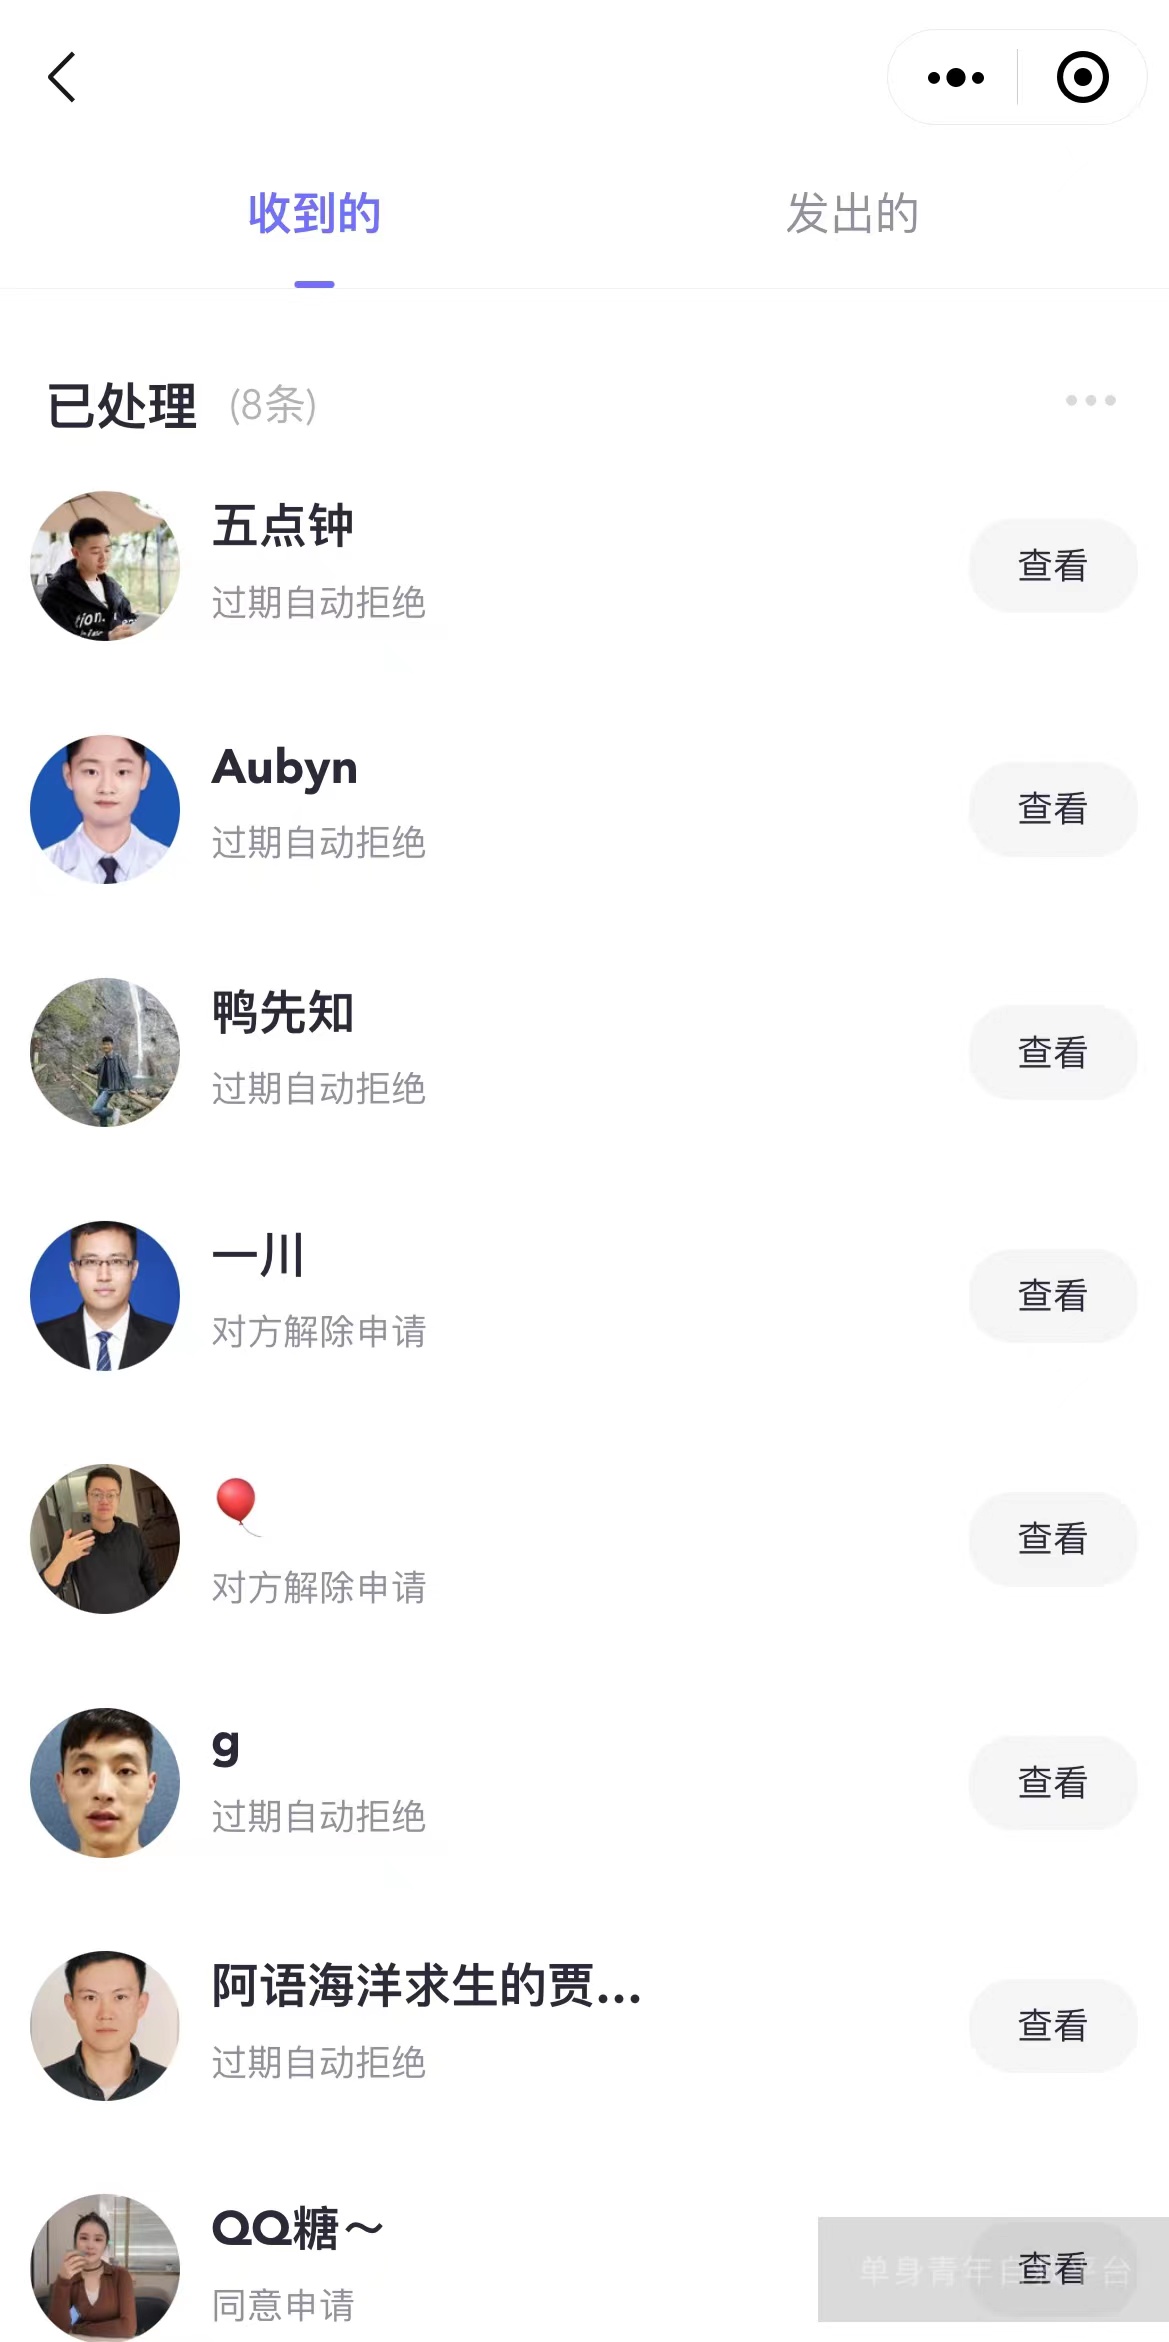 收到的 发出的
已处理 (8条)
五点钟
过期自动拒绝
查看
Aubyn
过期自动拒绝
查看
鸭先知
过期自动拒绝
查看
一川
对方解除申请
查看
🎈
对方解除申请
查看
g
过期自动拒绝
查看
阿语海洋求生的贾...
过期自动拒绝
查看
QQ糖～
同意申请
查看
单身青年自 平台